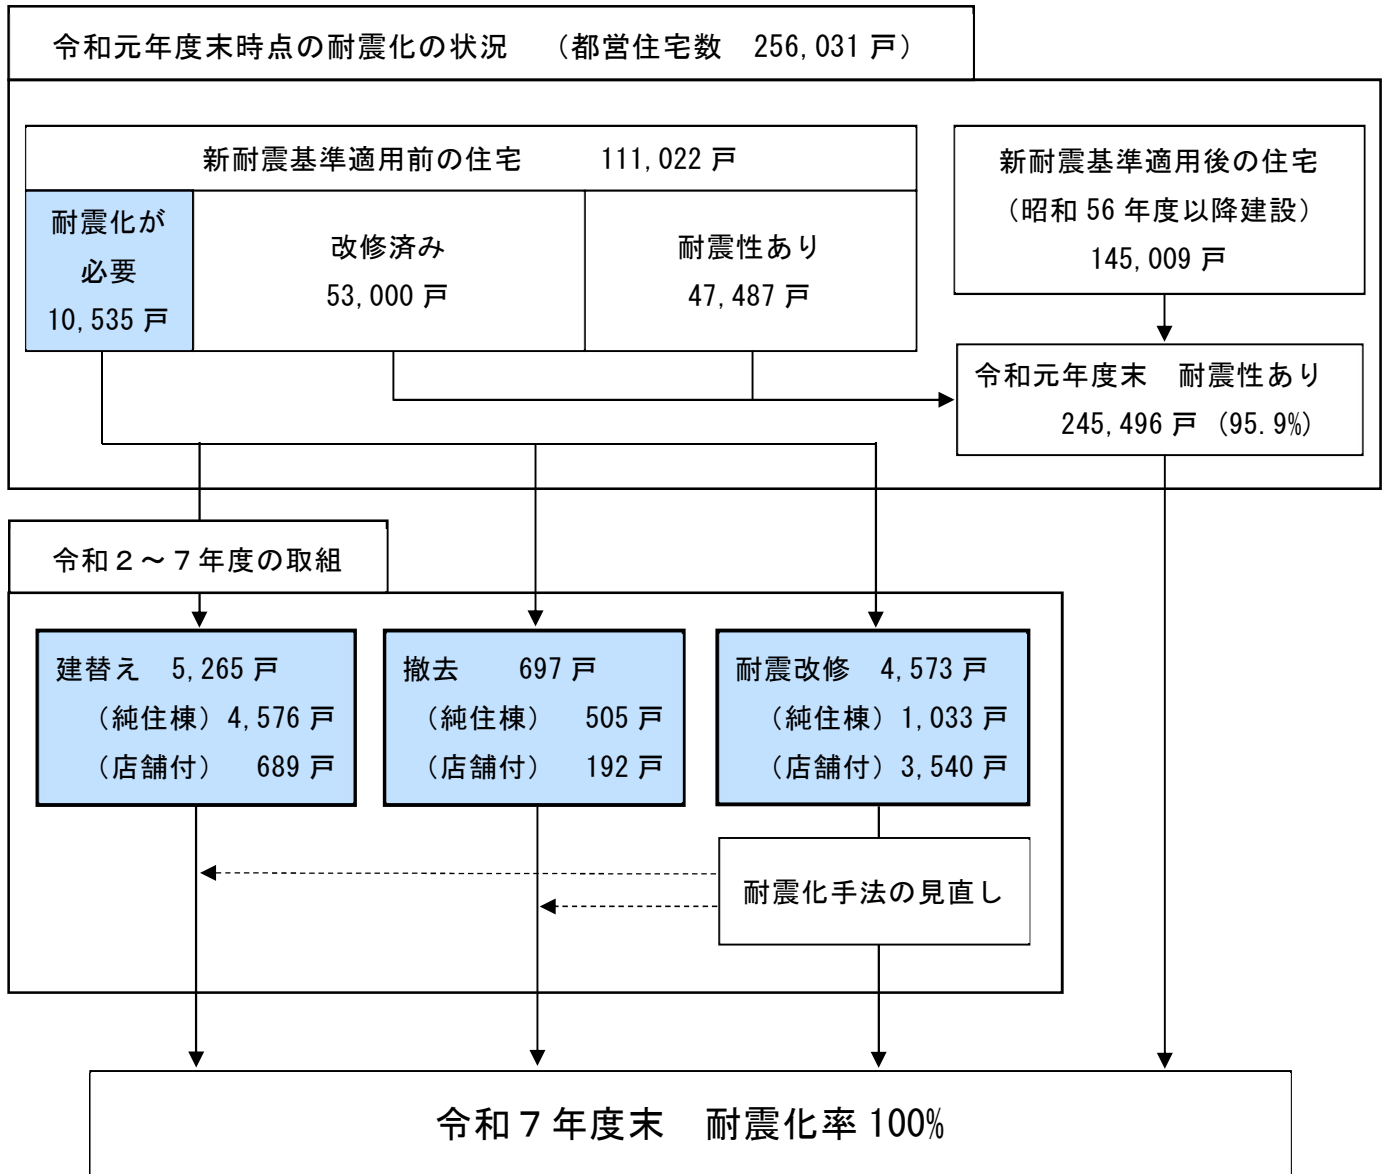 令和元年度末時点の耐震化の状況　（都営住宅数　256,031 戸）
新耐震基準適用前の住宅　　111,022 戸
耐震化が
必要
10,535 戸
改修済み
53,000 戸
耐震性あり
47,487 戸
新耐震基準適用後の住宅
（昭和 56 年度以降建設）
145,009 戸
令和元年度末　耐震性あり
245,496 戸 (95.9%)
令和２～７年度の取組
建替え　5,265 戸
（純住棟）4,576 戸
（店舗付）　689 戸
撤去　　697 戸
（純住棟）　505 戸
（店舗付）　192 戸
耐震改修　4,573 戸
（純住棟）1,033 戸
（店舗付）3,540 戸
耐震化手法の見直し
令和７年度末　耐震化率 100%